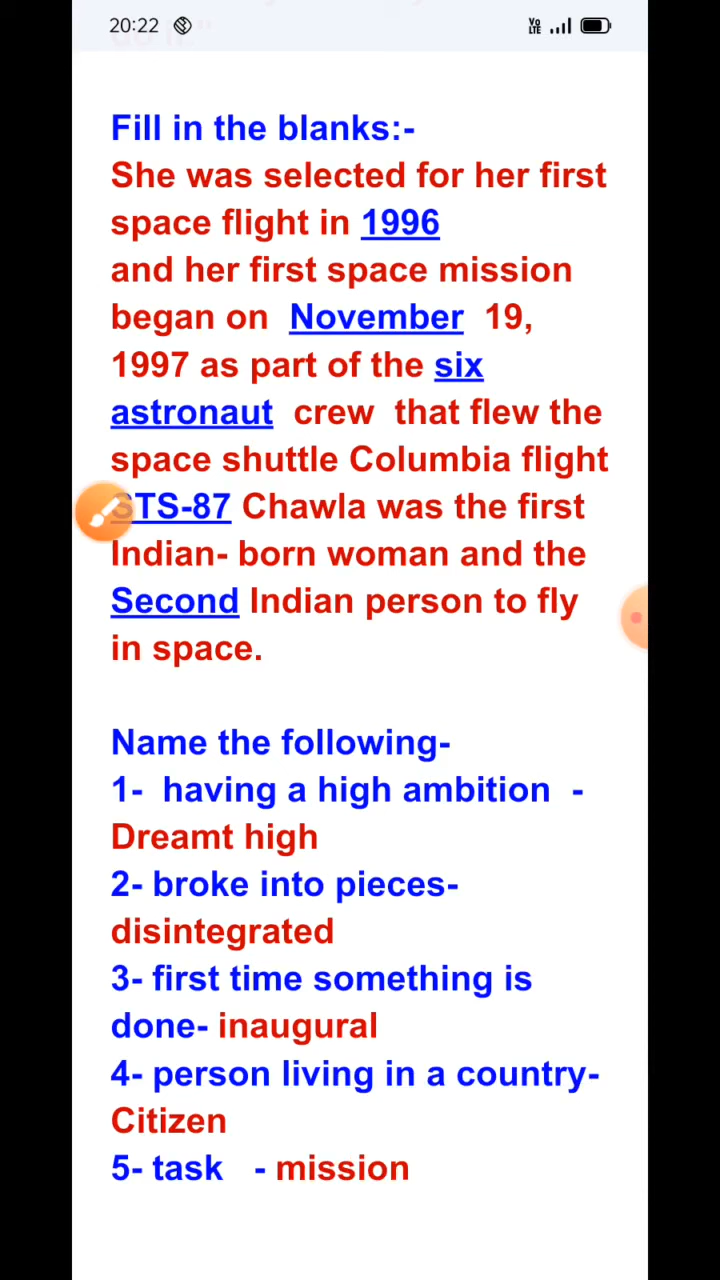 20:22
Vo
LTE
Fill in the blanks:-
She was selected for her first
space flight in 1996
and her first space mission
began on November 19,
1997 as part of the six
astronaut crew that flew the
space shuttle Columbia flight
STS-87 Chawla was the first
Indian- born woman and the
Second Indian person to fly
in space.
Name the following-
1- having a high ambition -
Dreamt high
2- broke into pieces-
disintegrated
3- first time something is
done- inaugural
4- person living in a country-
Citizen
5- task - mission